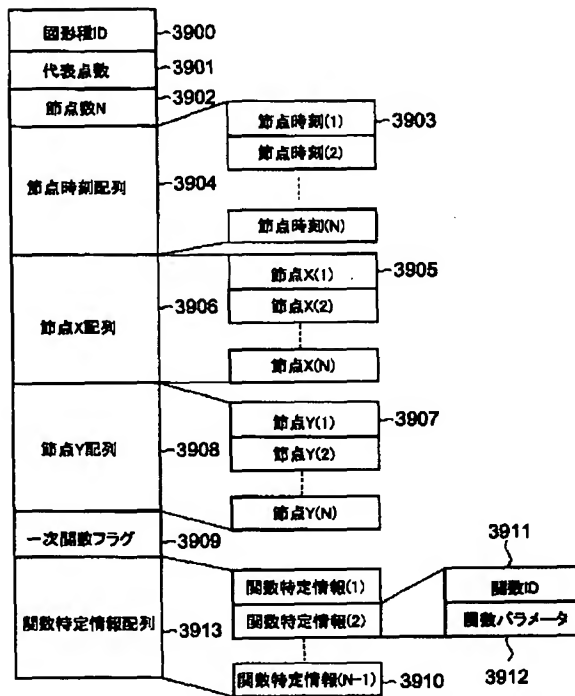 図形種ID
3900
代表点数
3901
節点数N
3902
節点時刻配列
3904
節点時刻(1)
3903
節点時刻(2)
節点時刻(N)
節点X配列
3906
節点X(1)
3905
節点X(2)
節点X(N)
節点Y配列
3908
節点Y(1)
3907
節点Y(2)
節点Y(N)
一次関数フラグ
3909
関数特定情報配列
3913
関数特定情報(1)
関数特定情報(2)
関数特定情報(N-1)
3910
3911
関数ID
関数パラメータ
3912